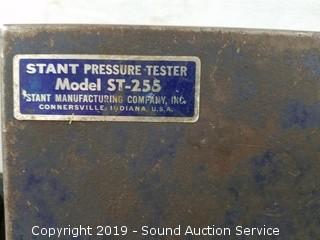 STANT PRESSURE TESTER
Model ST-255
STANT MANUFACTURING COMPANY, INC.
CONNERSVILLE, INDIANA, U.S.A.
Copyright 2019 - Sound Auction Service